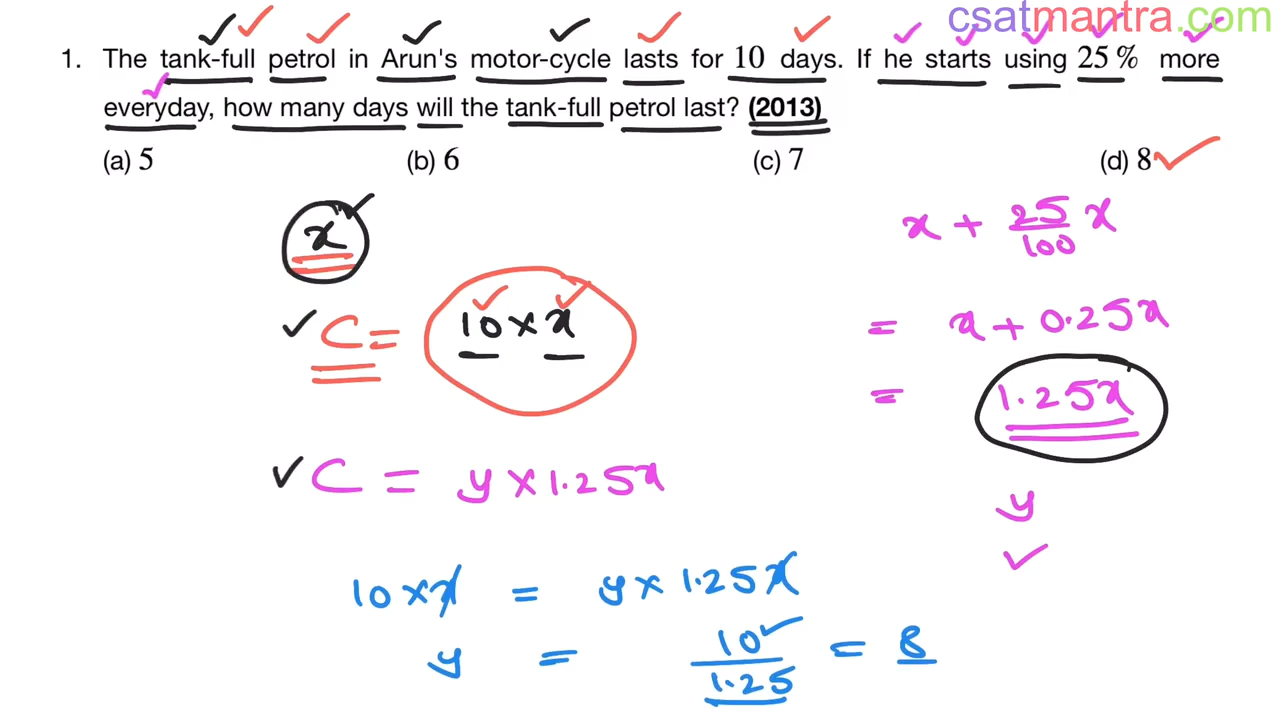 csatmantra.com
1. The tank-full petrol in Arun's motor-cycle lasts for 10 days. If he starts using 25 % more
everyday, how many days will the tank-full petrol last? (2013)
(a) 5 (b) 6 (c) 7 (d) 8
x
x + 25/100 x
C = 10 × x
= x + 0.25x
= 1.25x
C = y × 1.25x
y
10 × x = y × 1.25x
y = 10/1.25 = 8